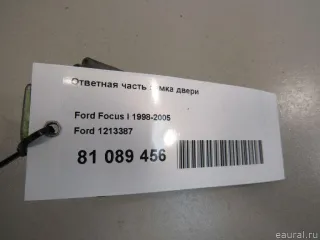 Ответная часть замка двери
Ford Focus I 1998-2005
Ford 1213387
81 089 456
eaural.ru